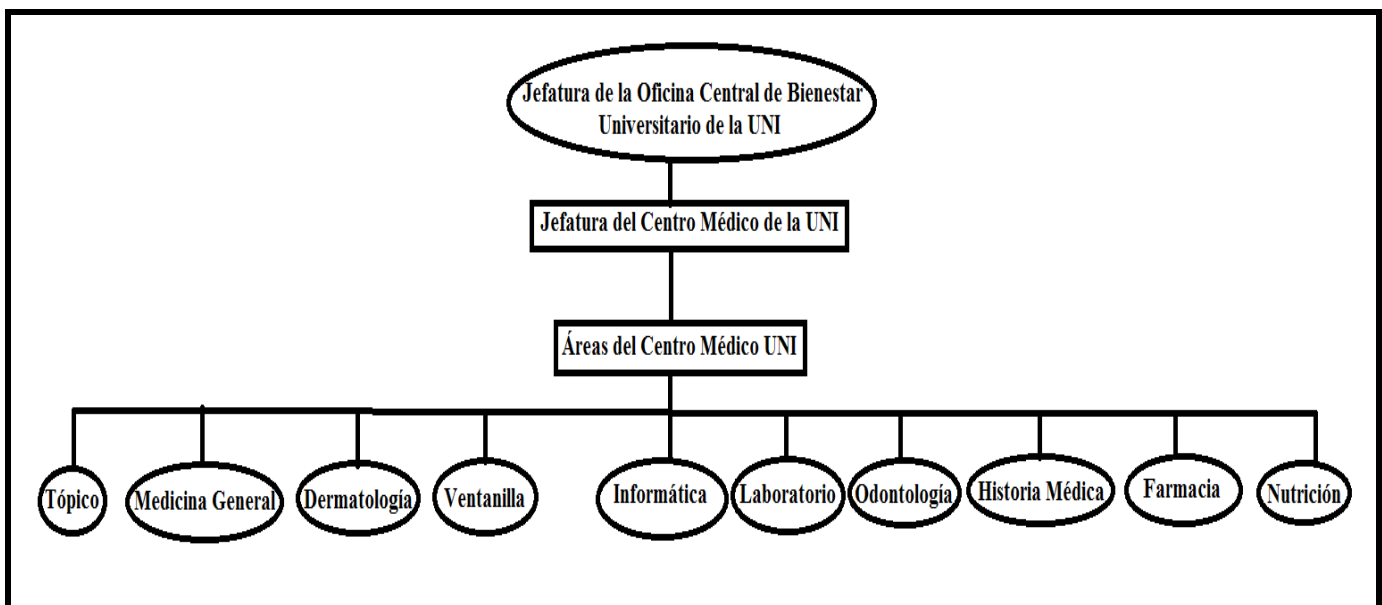 Jefatura de la Oficina Central de Bienestar
Universitario de la UNI
Jefatura del Centro Médico de la UNI
Áreas del Centro Médico UNI
Tópico
Medicina General
Dermatología
Ventanilla
Informática
Laboratorio
Odontología
Historia Médica
Farmacia
Nutrición